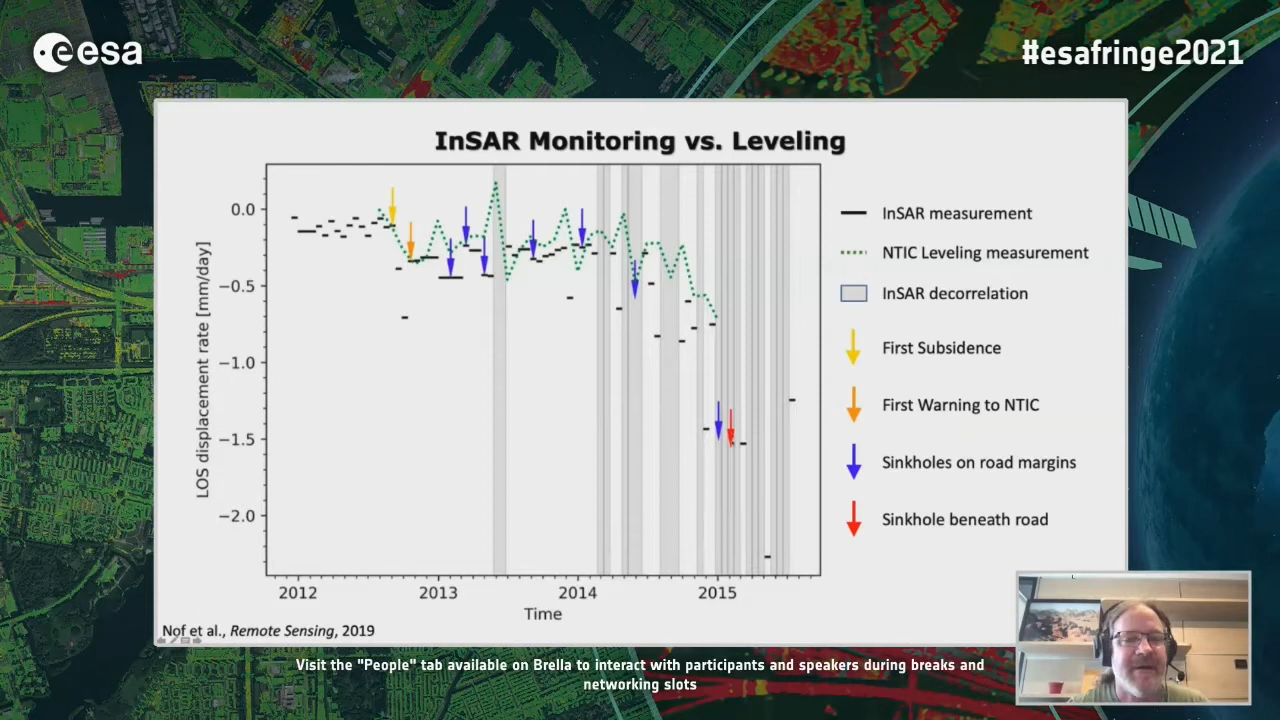 esa
#esafringe2021
InSAR Monitoring vs. Leveling
LOS displacement rate [mm/day]
0.0
−0.5
−1.0
−1.5
−2.0
2012 2013 2014 2015
Time
InSAR measurement
NTIC Leveling measurement
InSAR decorrelation
First Subsidence
First Warning to NTIC
Sinkholes on road margins
Sinkhole beneath road
Nof et al., Remote Sensing, 2019
Visit the "People" tab available on Brella to interact with participants and speakers during breaks and
networking slots